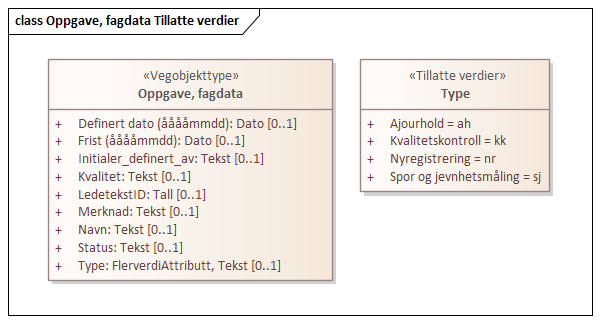 class Oppgave, fagdata Tillatte verdier
«Vegobjekttype»
Oppgave, fagdata
+ Definert dato (ååååmmdd): Dato [0..1]
+ Frist (ååååmmdd): Dato [0..1]
+ Initialer_definert_av: Tekst [0..1]
+ Kvalitet: Tekst [0..1]
+ LedetekstID: Tall [0..1]
+ Merknad: Tekst [0..1]
+ Navn: Tekst [0..1]
+ Status: Tekst [0..1]
+ Type: FlerverdiAttributt, Tekst [0..1]
«Tillatte verdier»
Type
+ Ajourhold = ah
+ Kvalitetskontroll = kk
+ Nyregistrering = nr
+ Spor og jevnhetsmåling = sj